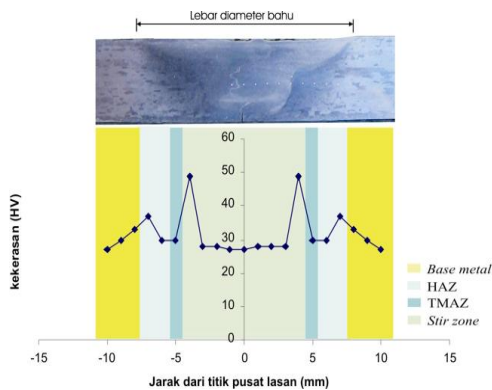 Lebar diameter bahu
60
50
40
30
20
10
0
kekerasan (HV)
Base metal
HAZ
TMAZ
Stir zone
-15 -10 -5 0 5 10 15
Jarak dari titik pusat lasan (mm)